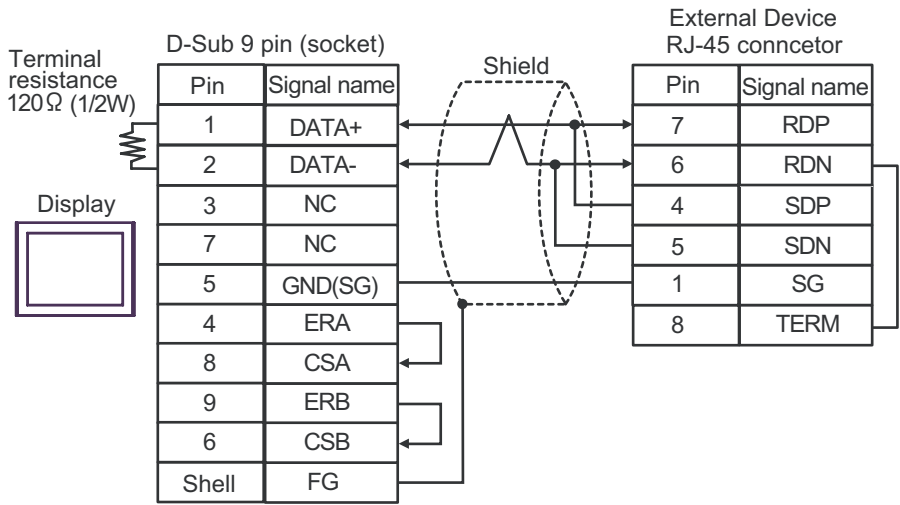 External Device
D-Sub 9 pin (socket)
RJ-45 conncetor
Terminal
resistance
120Ω (1/2W)
Shield
Pin Signal name
1 DATA+
2 DATA-
3 NC
7 NC
5 GND(SG)
4 ERA
8 CSA
9 ERB
6 CSB
Shell FG
Display
Pin Signal name
7 RDP
6 RDN
4 SDP
5 SDN
1 SG
8 TERM